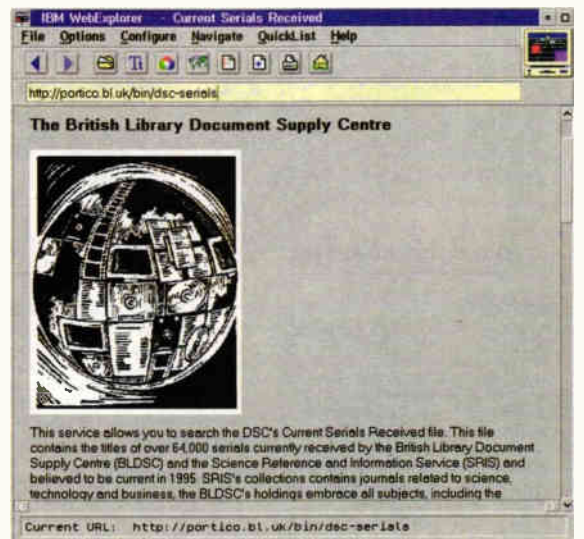 IBM WebExplorer - Current Serials Received
File Options Configure Navigate QuickList Help
http://portico.bl.uk/bin/dsc-serials
The British Library Document Supply Centre
This service allows you to search the DSC's Current Serials Received file. This file
contains the titles of over 64,000 serials currently received by the British Library Document
Supply Centre (BLDSC) and the Science Reference and Information Service (SRIS) and
believed to be current in 1995. SRIS's collections contains journals related to science,
technology and business, the BLDSC's holdings embrace all subjects, including the
Current URL: http://portico.bl.uk/bin/dsc-serials